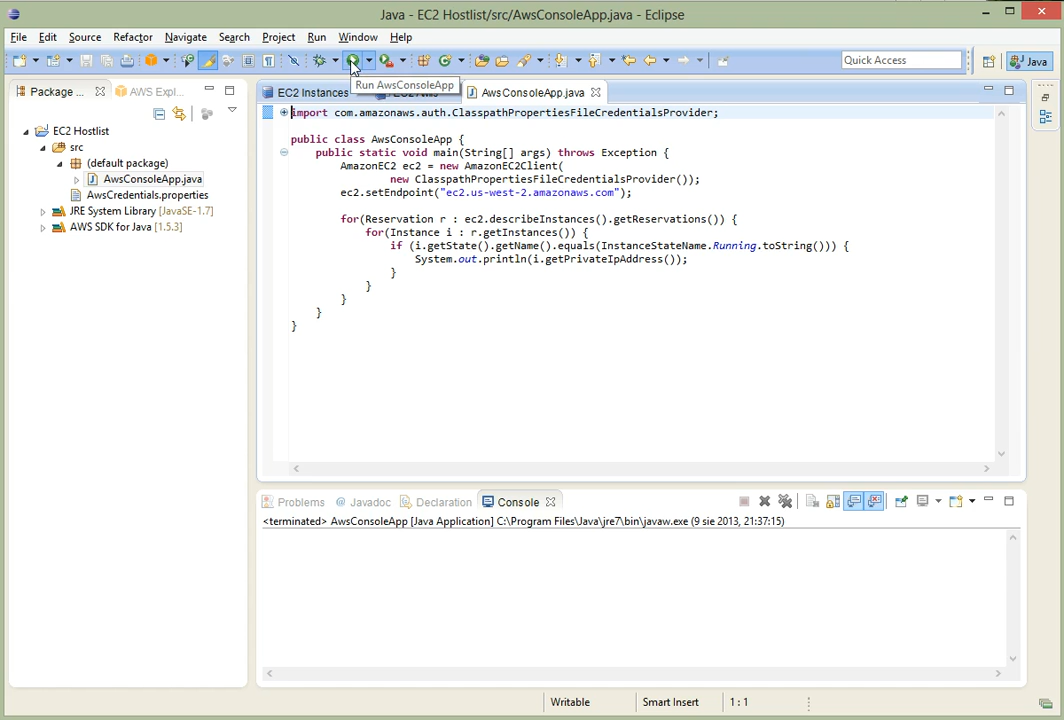 Java - EC2 Hostlist/src/AwsConsoleApp.java - Eclipse
File Edit Source Refactor Navigate Search Project Run Window Help
Quick Access
Java
Run AwsConsoleApp
Package ...
AWS Expl...
EC2 Instances
AwsConsoleApp.java
EC2 Hostlist
src
(default package)
AwsConsoleApp.java
AwsCredentials.properties
JRE System Library [JavaSE-1.7]
AWS SDK for Java [1.5.3]
import com.amazonaws.auth.ClasspathPropertiesFileCredentialsProvider;
public class AwsConsoleApp {
public static void main(String[] args) throws Exception {
AmazonEC2 ec2 = new AmazonEC2Client(
new ClasspathPropertiesFileCredentialsProvider());
ec2.setEndpoint("ec2.us-west-2.amazonaws.com");
for(Reservation r : ec2.describeInstances().getReservations()) {
for(Instance i : r.getInstances()) {
if (i.getState().getName().equals(InstanceStateName.Running.toString())) {
System.out.println(i.getPrivateIpAddress());
}
}
}
}
}
Problems @ Javadoc Declaration Console
<terminated> AwsConsoleApp [Java Application] C:\Program Files\Java\jre7\bin\javaw.exe (9 sie 2013, 21:37:15)
Writable Smart Insert 1 : 1